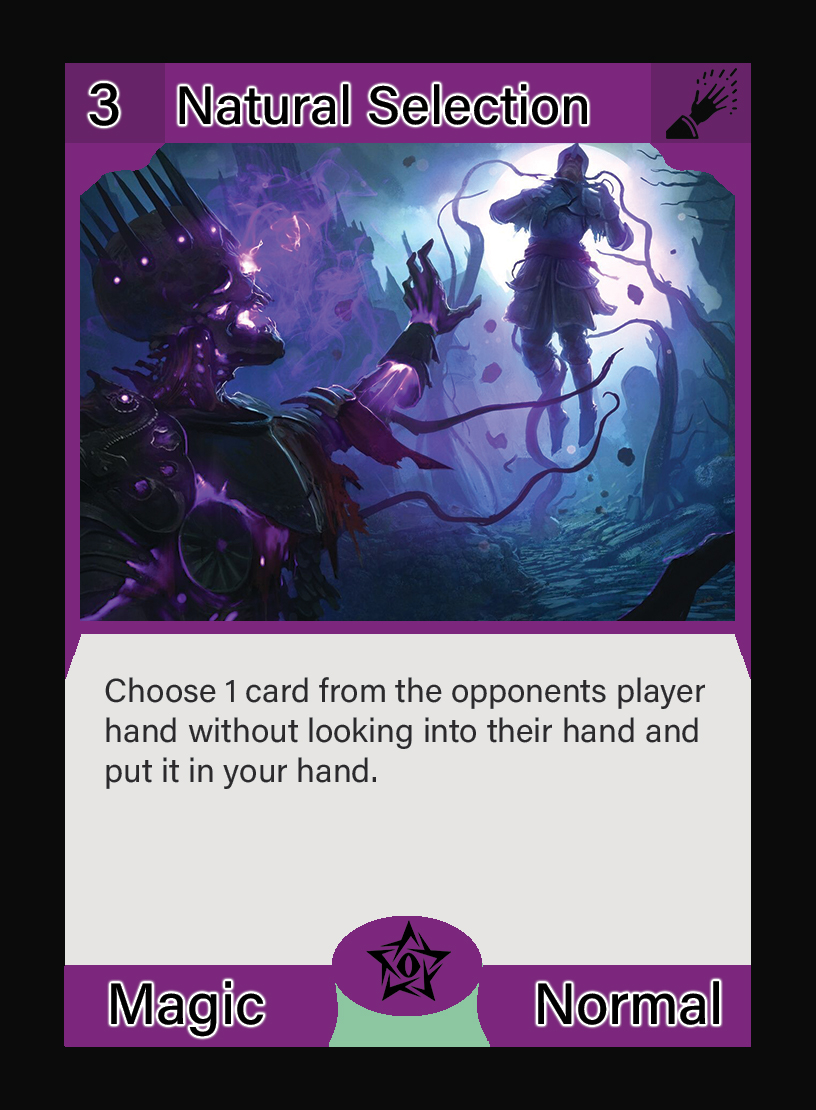 3 Natural Selection
Choose 1 card from the opponents player
hand without looking into their hand and
put it in your hand.
Magic Normal